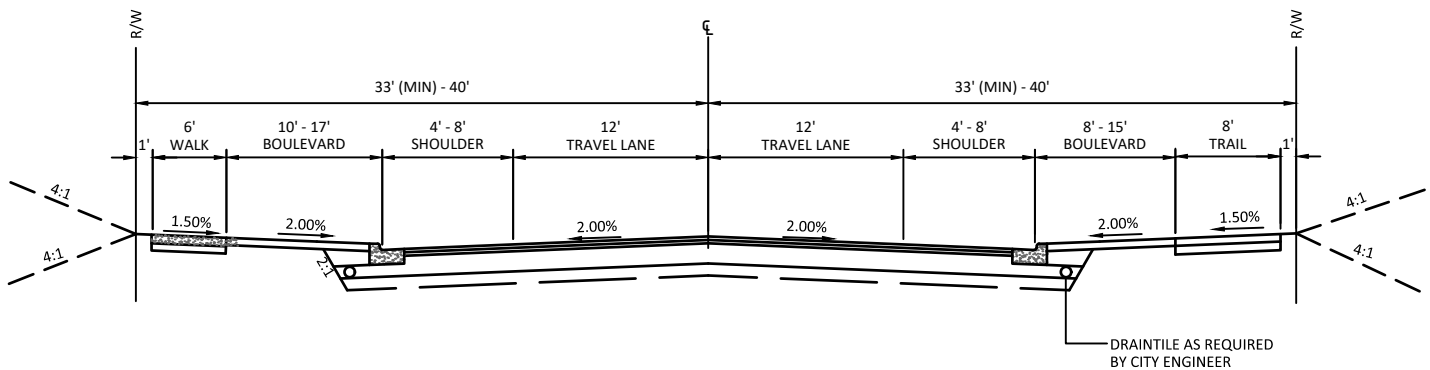 R/W
℄
R/W
33' (MIN) - 40'
33' (MIN) - 40'
1'
6'
WALK
10' - 17'
BOULEVARD
4' - 8'
SHOULDER
12'
TRAVEL LANE
12'
TRAVEL LANE
4' - 8'
SHOULDER
8' - 15'
BOULEVARD
8'
TRAIL
1'
4:1
4:1
1.50%
2.00%
2.00%
2.00%
2.00%
1.50%
4:1
4:1
2:1
DRAINTILE AS REQUIRED
BY CITY ENGINEER